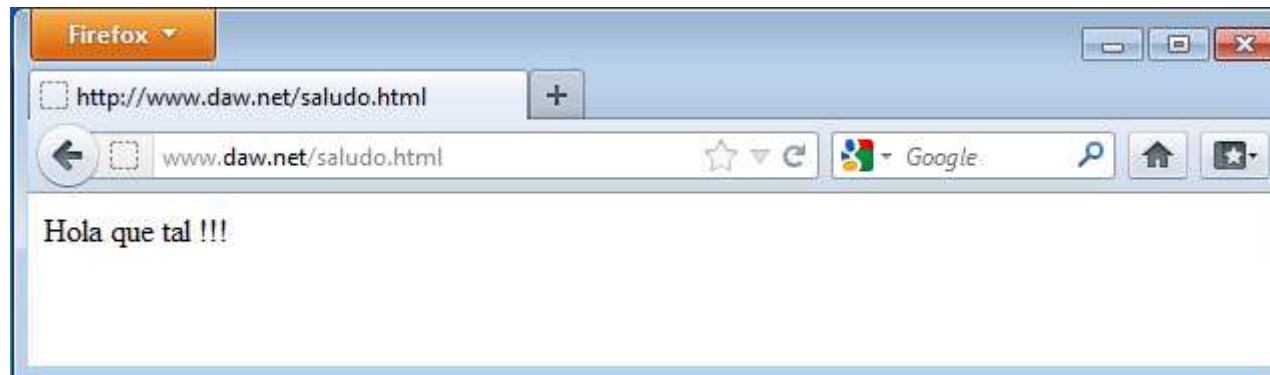 Firefox
http://www.daw.net/saludo.html
www.daw.net/saludo.html
Google
Hola que tal !!!